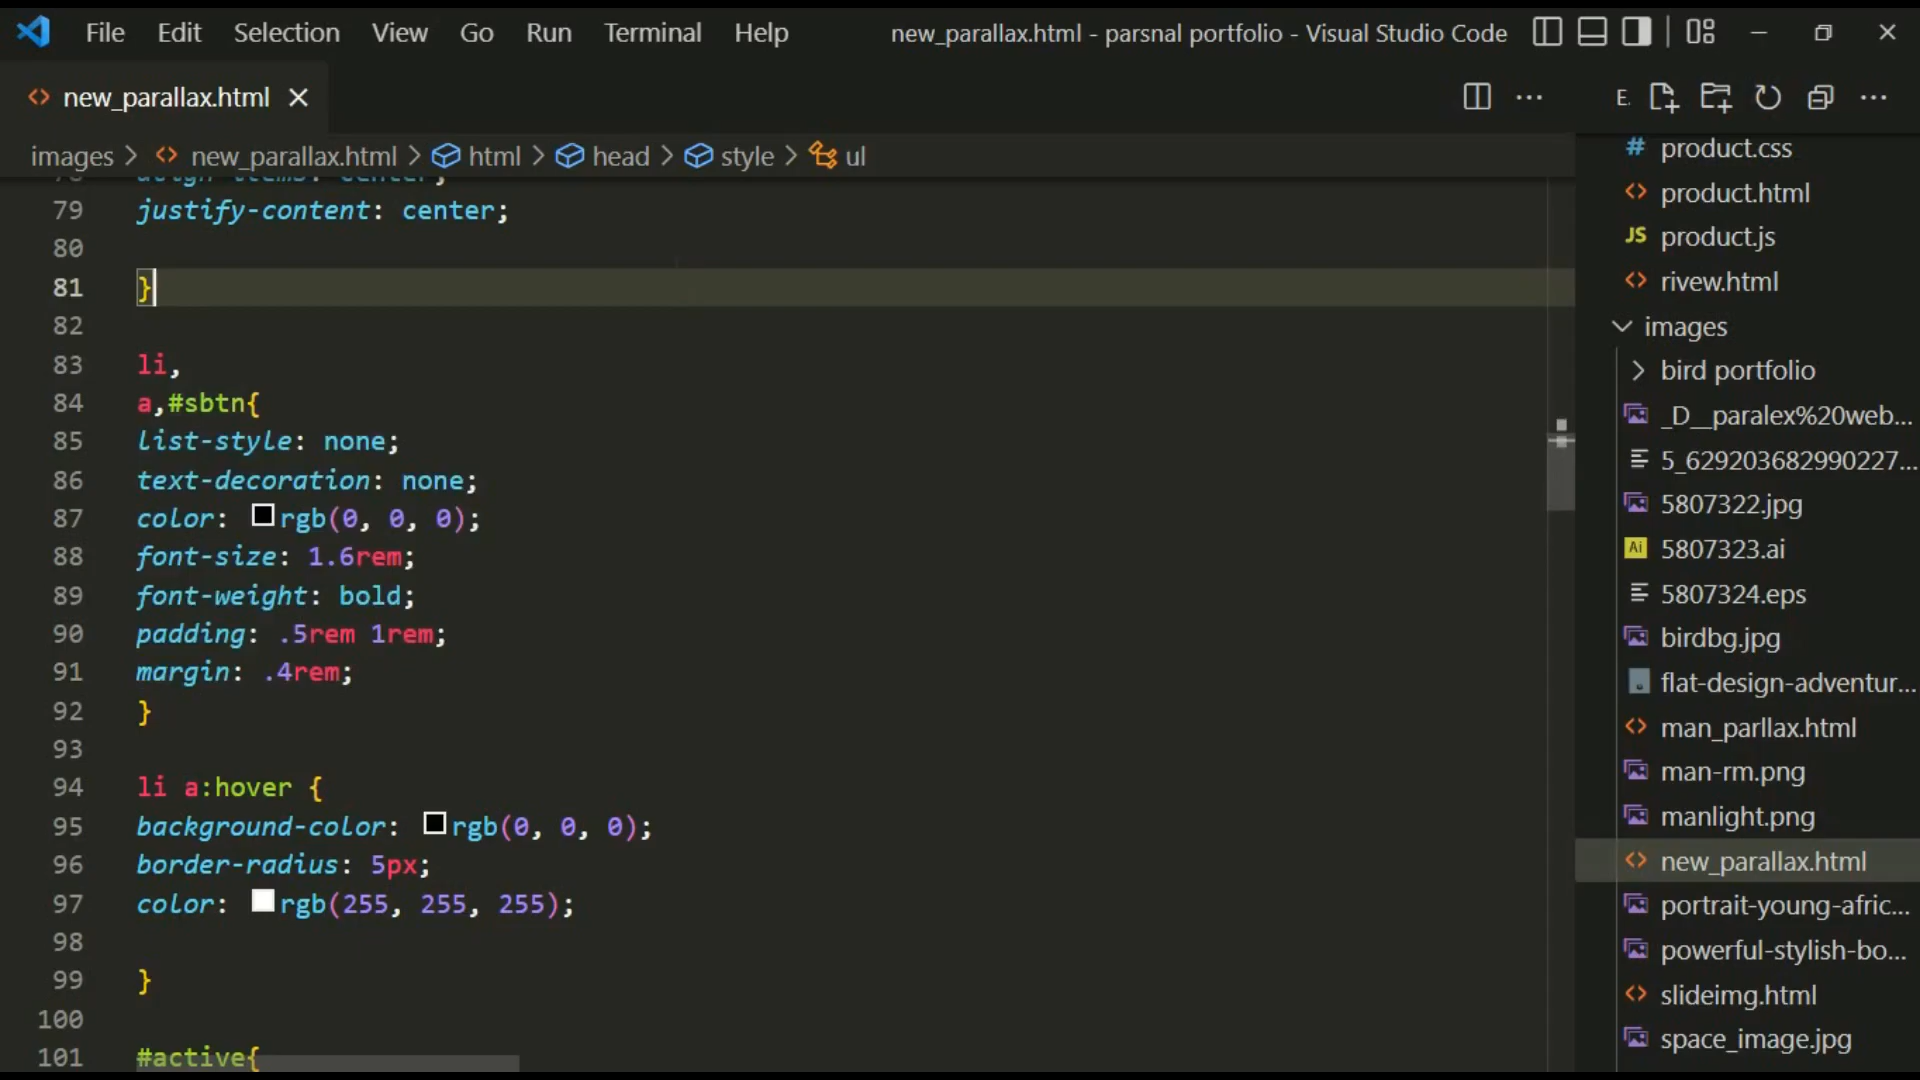 File Edit Selection View Go Run Terminal Help new_parallax.html - parsnal portfolio - Visual Studio Code
new_parallax.html
E.
images > new_parallax.html > html > head > style > ul
78 align-items: center;
79 justify-content: center;
80
81 }
82
83 li,
84 a,#sbtn{
85 list-style: none;
86 text-decoration: none;
87 color: rgb(0, 0, 0);
88 font-size: 1.6rem;
89 font-weight: bold;
90 padding: .5rem 1rem;
91 margin: .4rem;
92 }
93
94 li a:hover {
95 background-color: rgb(0, 0, 0);
96 border-radius: 5px;
97 color: rgb(255, 255, 255);
98
99 }
100
101 #active{
# product.css
product.html
JS product.js
rivew.html
images
bird portfolio
_D__paralex%20web...
5_629203682990227...
5807322.jpg
Ai 5807323.ai
5807324.eps
birdbg.jpg
flat-design-adventur...
man_parllax.html
man-rm.png
manlight.png
new_parallax.html
portrait-young-afric...
powerful-stylish-bo...
slideimg.html
space_image.jpg